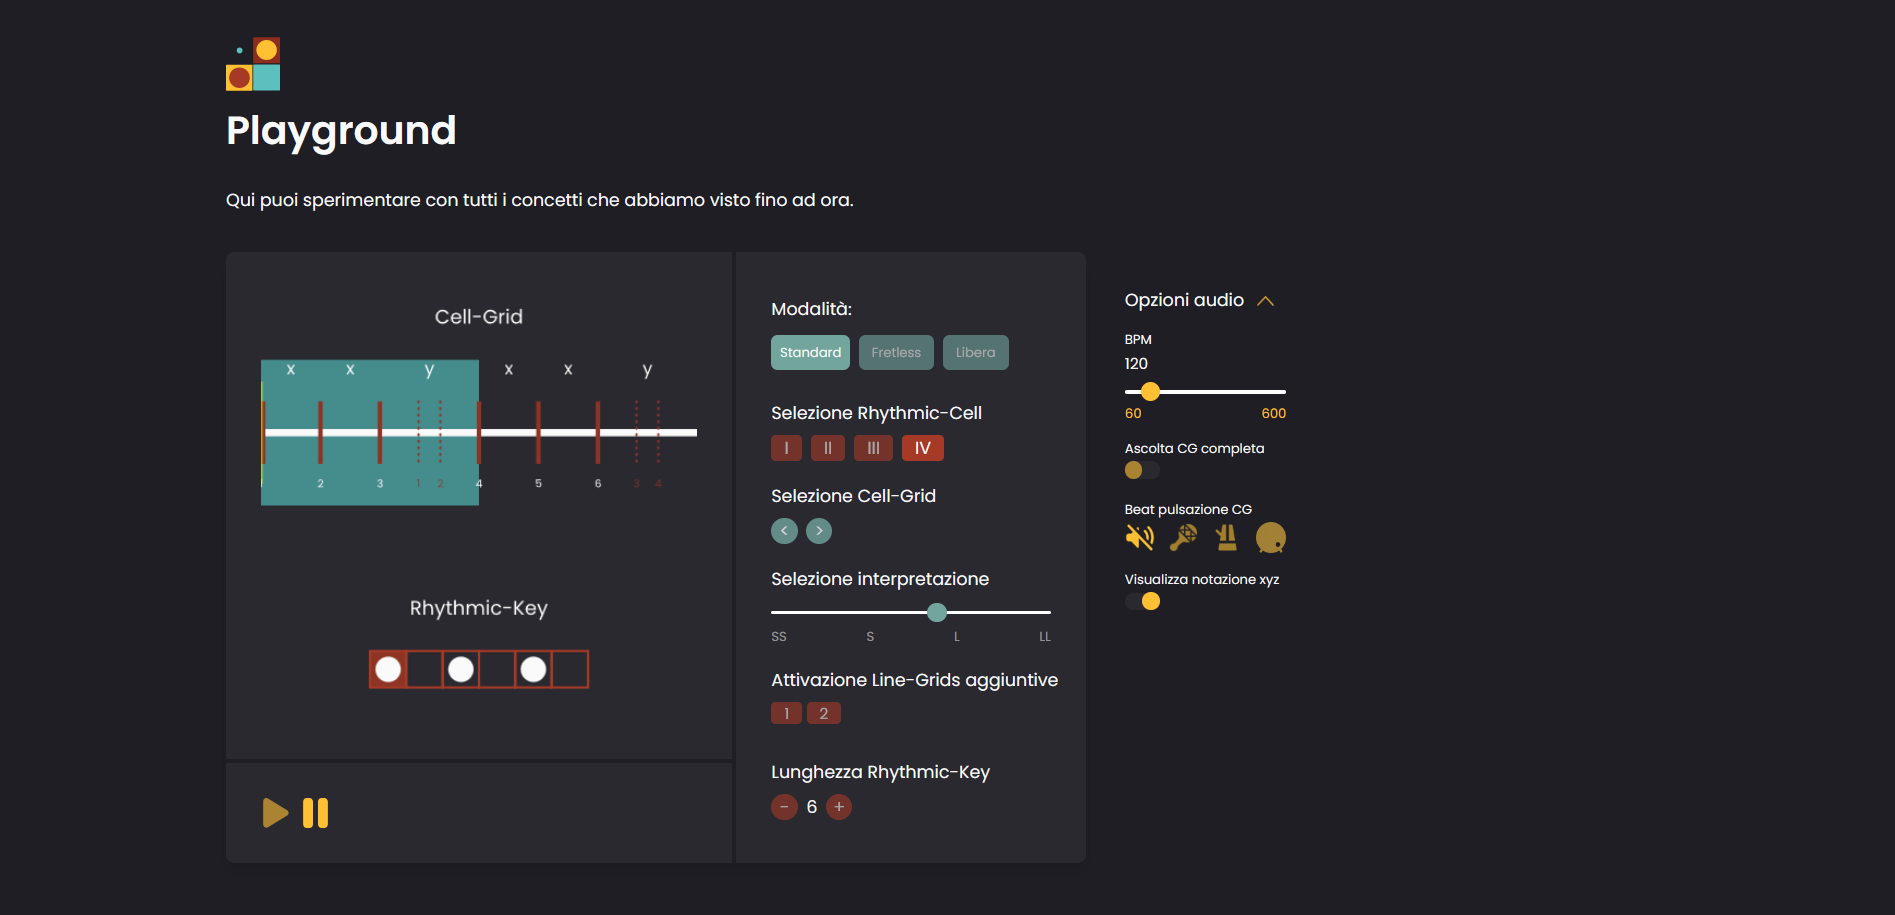 Playground
Qui puoi sperimentare con tutti i concetti che abbiamo visto fino ad ora.
Cell-Grid
x x y x x y
2 3 1 2 4 5 6 3 4
Rhythmic-Key
Modalità:
Standard Fretless Libera
Selezione Rhythmic-Cell
I II III IV
Selezione Cell-Grid
< >
Selezione interpretazione
SS S L LL
Attivazione Line-Grids aggiuntive
1 2
Lunghezza Rhythmic-Key
- 6 +
Opzioni audio
BPM
120
60 600
Ascolta CG completa
Beat pulsazione CG
Visualizza notazione xyz